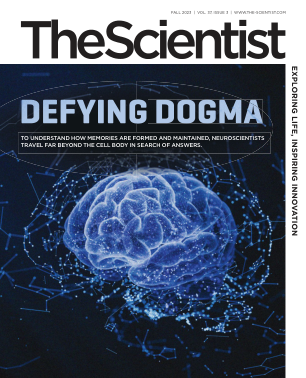 FALL 2023 | VOL. 37 ISSUE 3 | WWW.THE-SCIENTIST.COM
TheScientist
EXPLORING LIFE, INSPIRING INNOVATION
DEFYING DOGMA
TO UNDERSTAND HOW MEMORIES ARE FORMED AND MAINTAINED, NEUROSCIENTISTS
TRAVEL FAR BEYOND THE CELL BODY IN SEARCH OF ANSWERS.